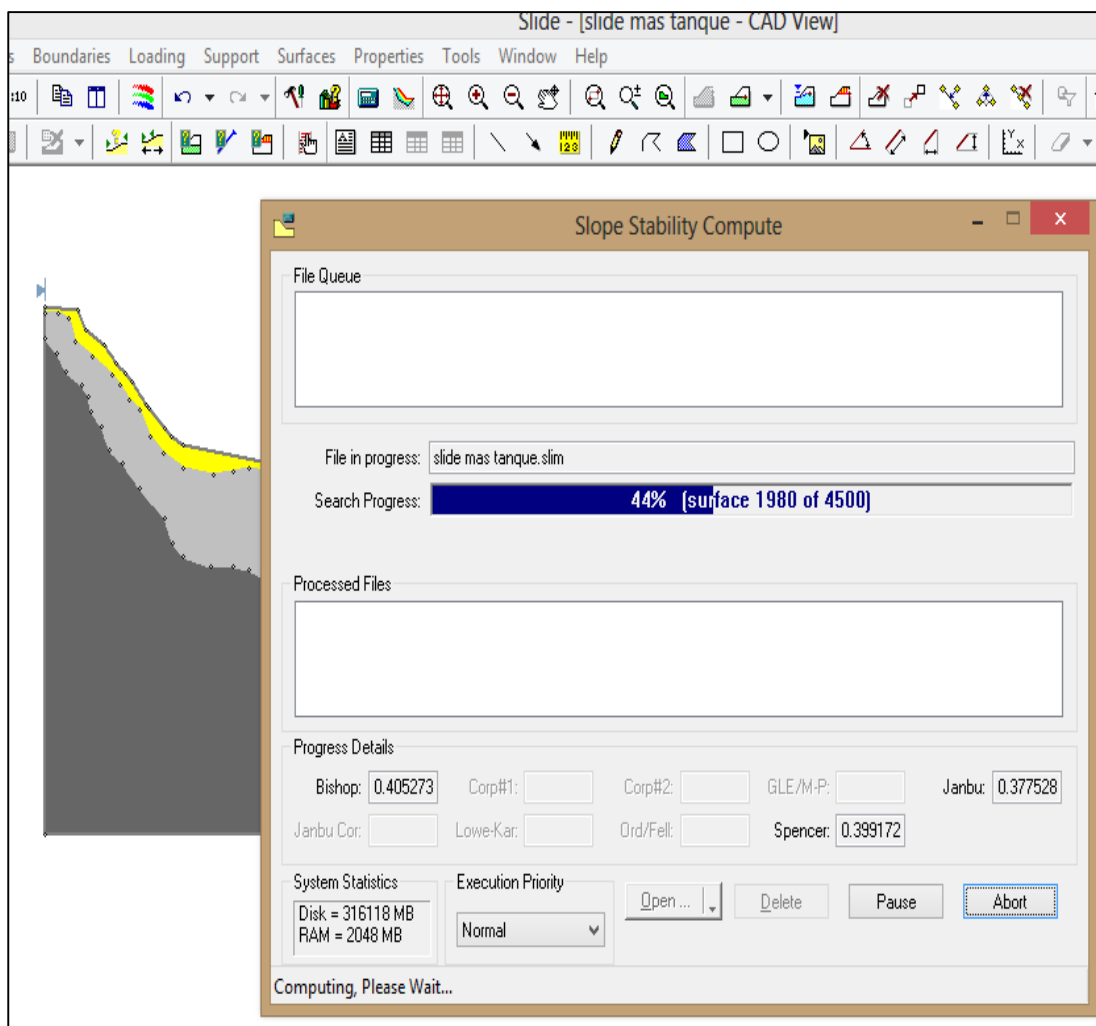 Slide - [slide mas tanque - CAD View]
s Boundaries Loading Support Surfaces Properties Tools Window Help
:10
Slope Stability Compute
File Queue
File in progress: slide mas tanque.slim
Search Progress: 44% (surface 1980 of 4500)
Processed Files
Progress Details
Bishop: 0.405273 Corp#1: Corp#2: GLE/M-P: Janbu: 0.377528
Janbu Cor: Lowe-Kar: Ord/Fell: Spencer: 0.399172
System Statistics Execution Priority
Disk = 316118 MB
RAM = 2048 MB
Normal
Open ... Delete Pause Abort
Computing, Please Wait...